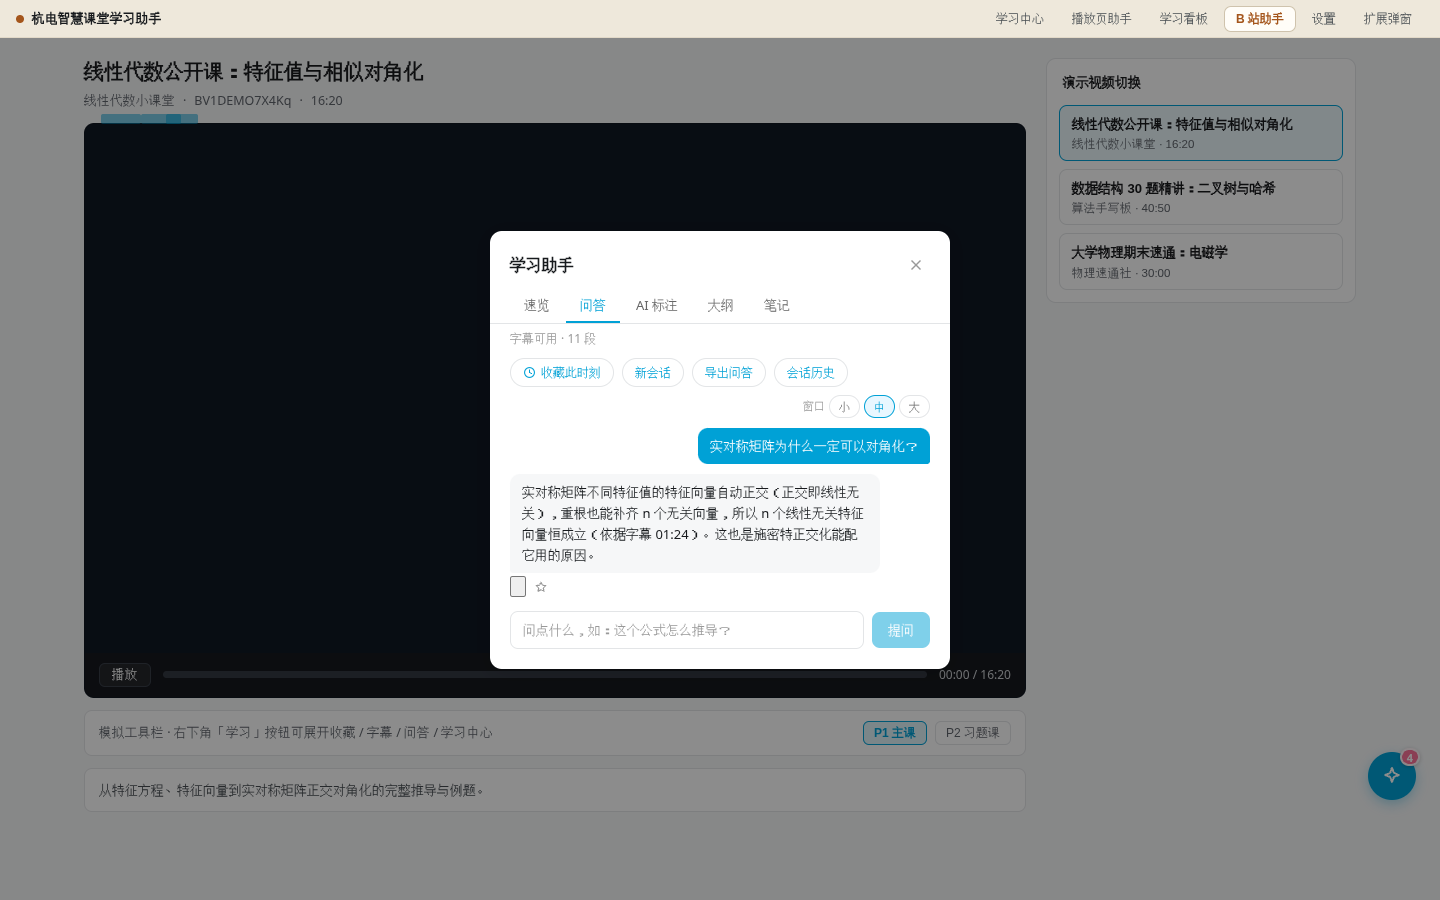 杭电智慧课堂学习助手
学习中心
播放页助手
学习看板
B 站助手
设置
扩展弹窗
线性代数公开课：特征值与相似对角化
线性代数小课堂 · BV1DEMO7X4Kq · 16:20
演示视频切换
线性代数公开课：特征值与相似对角化
线性代数小课堂 · 16:20
数据结构 30 题精讲：二叉树与哈希
算法手写板 · 40:50
大学物理期末速通：电磁学
物理速通社 · 30:00
学习助手
速览
问答
AI 标注
大纲
笔记
字幕可用 · 11 段
收藏此时刻
新会话
导出问答
会话历史
窗口
小
中
大
实对称矩阵为什么一定可以对角化？
实对称矩阵不同特征值的特征向量自动正交（正交即线性无
关），重根也能补齐 n 个无关向量，所以 n 个线性无关特征
向量恒成立（依据字幕 01:24）。这也是施密特正交化能配
它用的原因。
问点什么，如：这个公式怎么推导？
提问
播放
00:00 / 16:20
模拟工具栏 · 右下角「学习」按钮可展开收藏 / 字幕 / 问答 / 学习中心
P1 主课
P2 习题课
4
从特征方程、特征向量到实对称矩阵正交对角化的完整推导与例题。